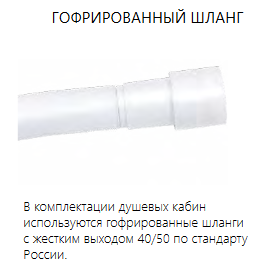 ГОФРИРОВАННЫЙ ШЛАНГ
В комплектации душевых кабин
используются гофрированные шланги
с жестким выходом 40/50 по стандарту
России.